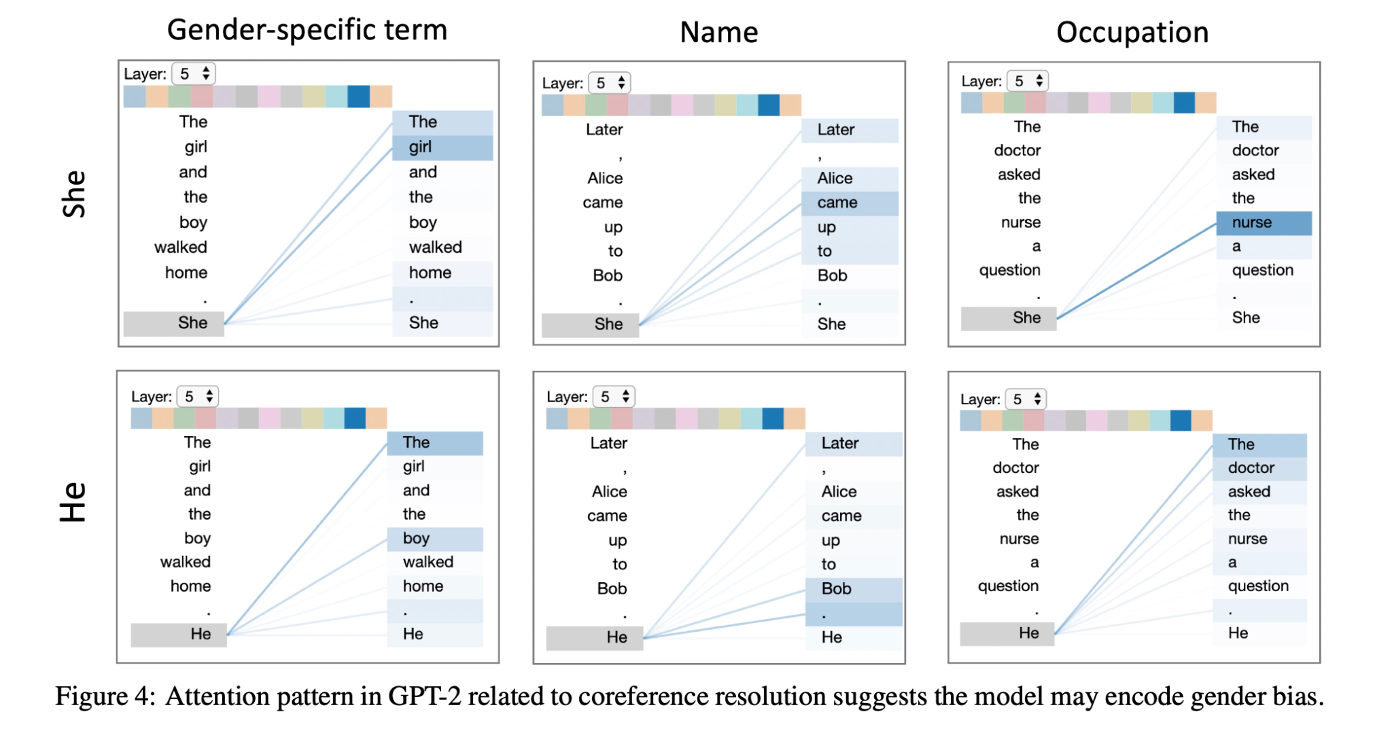 Gender-specific term
Name
Occupation
She
Layer: 5
The The
girl girl
and and
the the
boy boy
walked walked
home home
. .
She She
Layer: 5
Later Later
, ,
Alice Alice
came came
up up
to to
Bob Bob
. .
She She
Layer: 5
The The
doctor doctor
asked asked
the the
nurse nurse
a a
question question
. .
She She
He
Layer: 5
The The
girl girl
and and
the the
boy boy
walked walked
home home
. .
He He
Layer: 5
Later Later
, ,
Alice Alice
came came
up up
to to
Bob Bob
. .
He He
Layer: 5
The The
doctor doctor
asked asked
the the
nurse nurse
a a
question question
. .
He He
Figure 4: Attention pattern in GPT-2 related to coreference resolution suggests the model may encode gender bias.